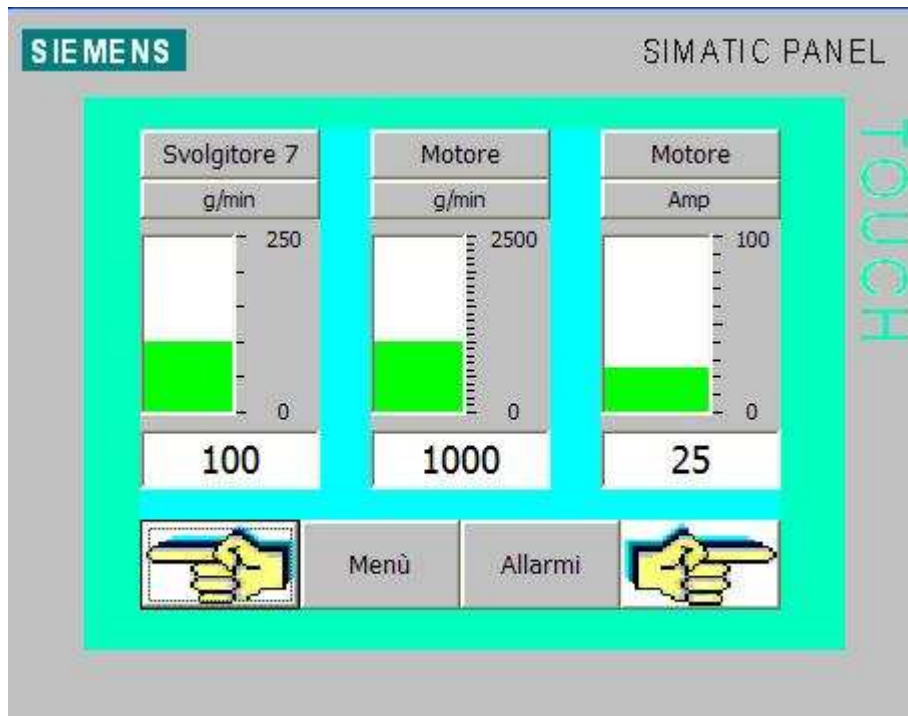 SIEMENS
SIMATIC PANEL
TOUCH
Svolgitore 7
g/min
250
0
100
Motore
g/min
2500
0
1000
Motore
Amp
100
0
25
Menù
Allarmi